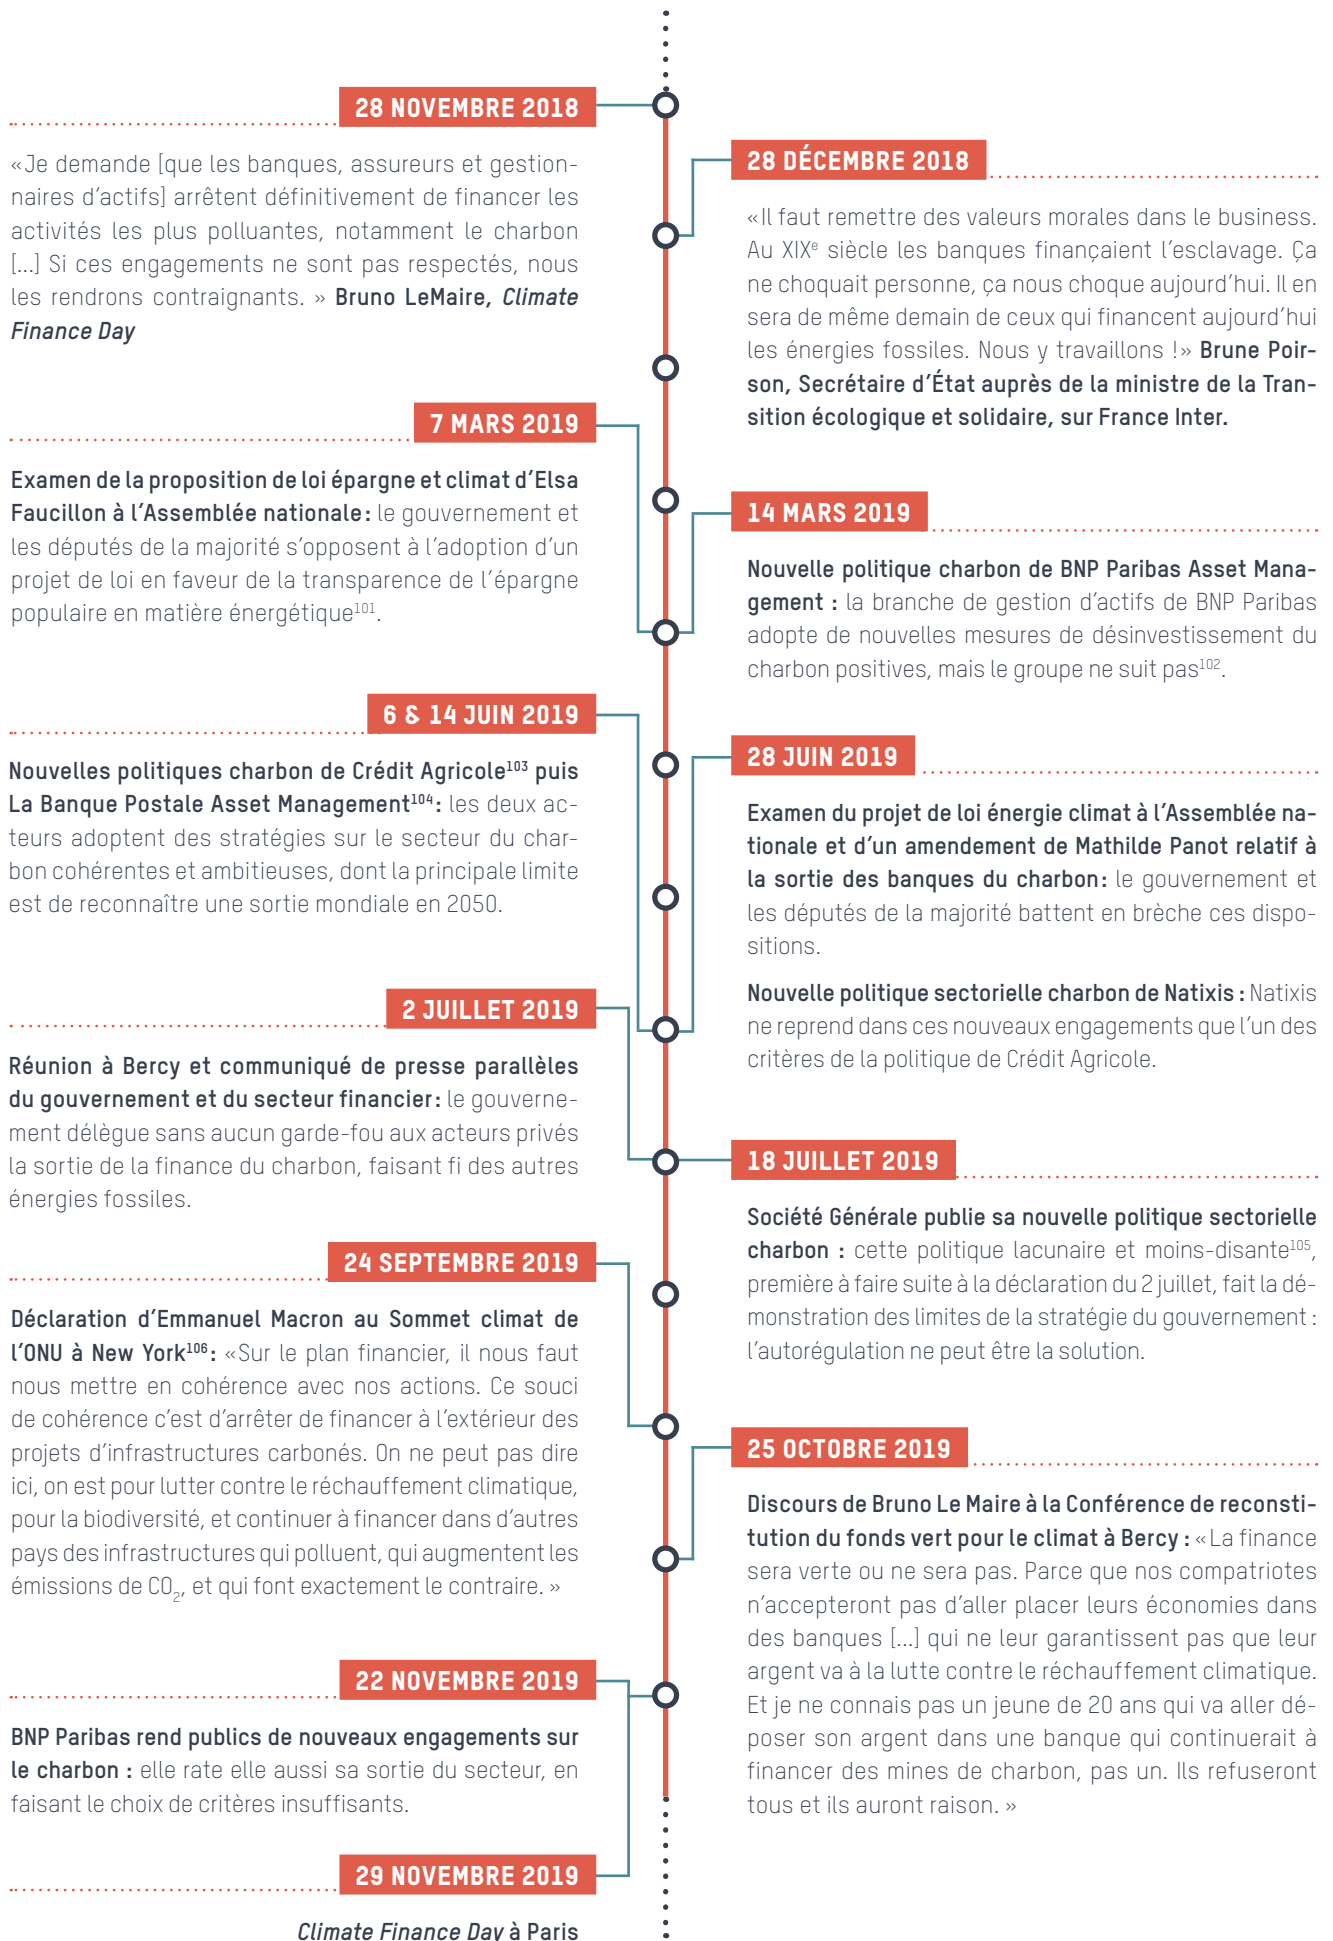 28 NOVEMBRE 2018
«Je demande [que les banques, assureurs et gestion-
naires d'actifs] arrêtent définitivement de financer les
activités les plus polluantes, notamment le charbon
[...] Si ces engagements ne sont pas respectés, nous
les rendrons contraignants. » Bruno LeMaire, Climate
Finance Day
28 DÉCEMBRE 2018
«Il faut remettre des valeurs morales dans le business.
Au XIXe siècle les banques finançaient l'esclavage. Ça
ne choquait personne, ça nous choque aujourd'hui. Il en
sera de même demain de ceux qui financent aujourd'hui
les énergies fossiles. Nous y travaillons !» Brune Poir-
son, Secrétaire d'État auprès de la ministre de la Tran-
sition écologique et solidaire, sur France Inter.
7 MARS 2019
Examen de la proposition de loi épargne et climat d'Elsa
Faucillon à l'Assemblée nationale: le gouvernement et
les députés de la majorité s'opposent à l'adoption d'un
projet de loi en faveur de la transparence de l'épargne
populaire en matière énergétique101.
14 MARS 2019
Nouvelle politique charbon de BNP Paribas Asset Mana-
gement : la branche de gestion d'actifs de BNP Paribas
adopte de nouvelles mesures de désinvestissement du
charbon positives, mais le groupe ne suit pas102.
6 & 14 JUIN 2019
Nouvelles politiques charbon de Crédit Agricole103 puis
La Banque Postale Asset Management104: les deux ac-
teurs adoptent des stratégies sur le secteur du char-
bon cohérentes et ambitieuses, dont la principale limite
est de reconnaître une sortie mondiale en 2050.
28 JUIN 2019
Examen du projet de loi énergie climat à l'Assemblée na-
tionale et d'un amendement de Mathilde Panot relatif à
la sortie des banques du charbon: le gouvernement et
les députés de la majorité battent en brèche ces dispo-
sitions.
Nouvelle politique sectorielle charbon de Natixis : Natixis
ne reprend dans ces nouveaux engagements que l'un des
critères de la politique de Crédit Agricole.
2 JUILLET 2019
Réunion à Bercy et communiqué de presse parallèles
du gouvernement et du secteur financier: le gouverne-
ment délègue sans aucun garde-fou aux acteurs privés
la sortie de la finance du charbon, faisant fi des autres
énergies fossiles.
18 JUILLET 2019
Société Générale publie sa nouvelle politique sectorielle
charbon : cette politique lacunaire et moins-disante105,
première à faire suite à la déclaration du 2 juillet, fait la dé-
monstration des limites de la stratégie du gouvernement :
l'autorégulation ne peut être la solution.
24 SEPTEMBRE 2019
Déclaration d'Emmanuel Macron au Sommet climat de
l'ONU à New York106: «Sur le plan financier, il nous faut
nous mettre en cohérence avec nos actions. Ce souci
de cohérence c'est d'arrêter de financer à l'extérieur des
projets d'infrastructures carbonés. On ne peut pas dire
ici, on est pour lutter contre le réchauffement climatique,
pour la biodiversité, et continuer à financer dans d'autres
pays des infrastructures qui polluent, qui augmentent les
émissions de CO2, et qui font exactement le contraire. »
25 OCTOBRE 2019
Discours de Bruno Le Maire à la Conférence de reconsti-
tution du fonds vert pour le climat à Bercy : «La finance
sera verte ou ne sera pas. Parce que nos compatriotes
n'accepteront pas d'aller placer leurs économies dans
des banques [...] qui ne leur garantissent pas que leur
argent va à la lutte contre le réchauffement climatique.
Et je ne connais pas un jeune de 20 ans qui va aller dé-
poser son argent dans une banque qui continuerait à
financer des mines de charbon, pas un. Ils refuseront
tous et ils auront raison. »
22 NOVEMBRE 2019
BNP Paribas rend publics de nouveaux engagements sur
le charbon : elle rate elle aussi sa sortie du secteur, en
faisant le choix de critères insuffisants.
29 NOVEMBRE 2019
Climate Finance Day à Paris